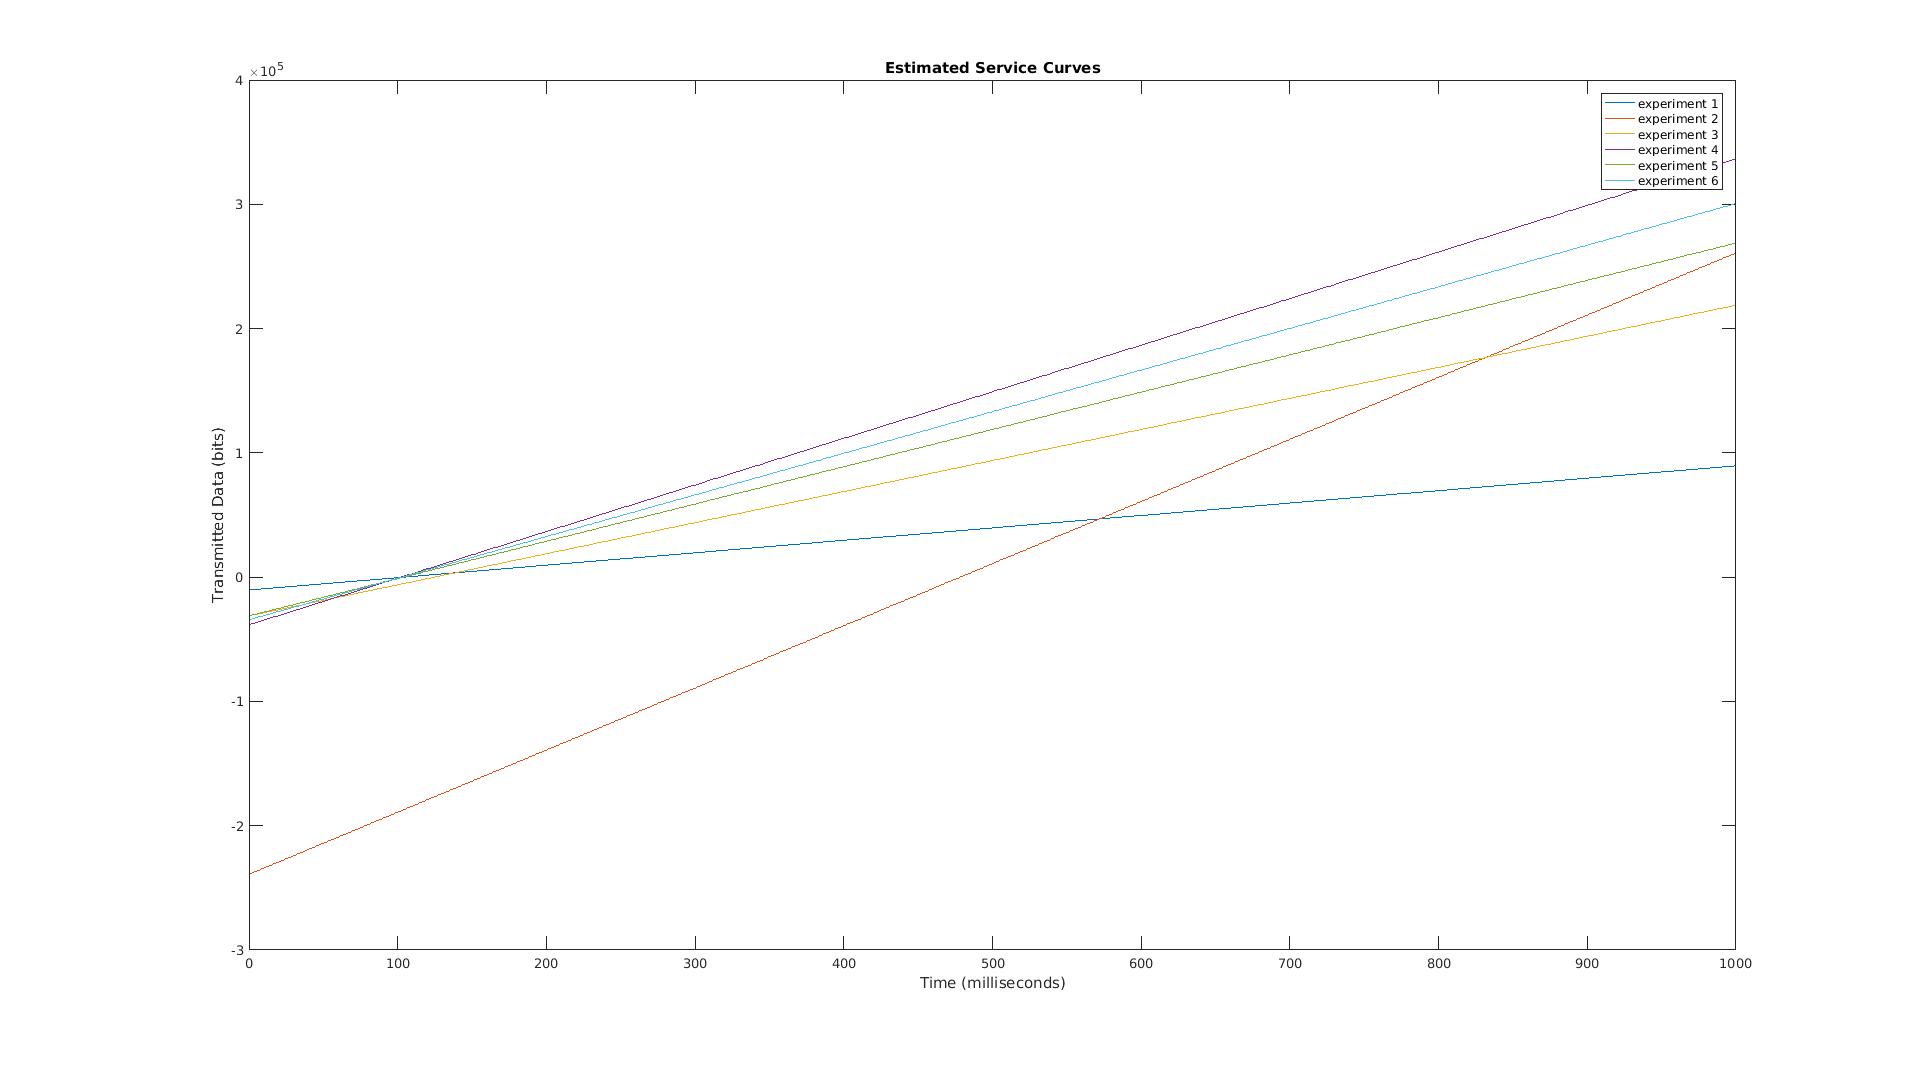 Estimated Service Curves
×10^5
4
3
2
1
0
-1
-2
-3
Transmitted Data (bits)
experiment 1
experiment 2
experiment 3
experiment 4
experiment 5
experiment 6
0 100 200 300 400 500 600 700 800 900 1000
Time (milliseconds)